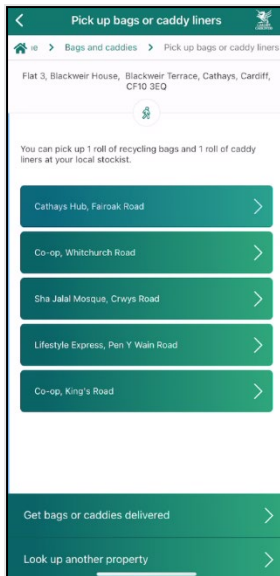 Pick up bags or caddy liners
Bags and caddies > Pick up bags or caddy liners
Flat 3, Blackweir House, Blackweir Terrace, Cathays, Cardiff,
CF10 3EQ
You can pick up 1 roll of recycling bags and 1 roll of caddy
liners at your local stockist.
Cathays Hub, Fairoak Road
Co-op, Whitchurch Road
Sha Jalal Mosque, Crwys Road
Lifestyle Express, Pen Y Wain Road
Co-op, King's Road
Get bags or caddies delivered
Look up another property